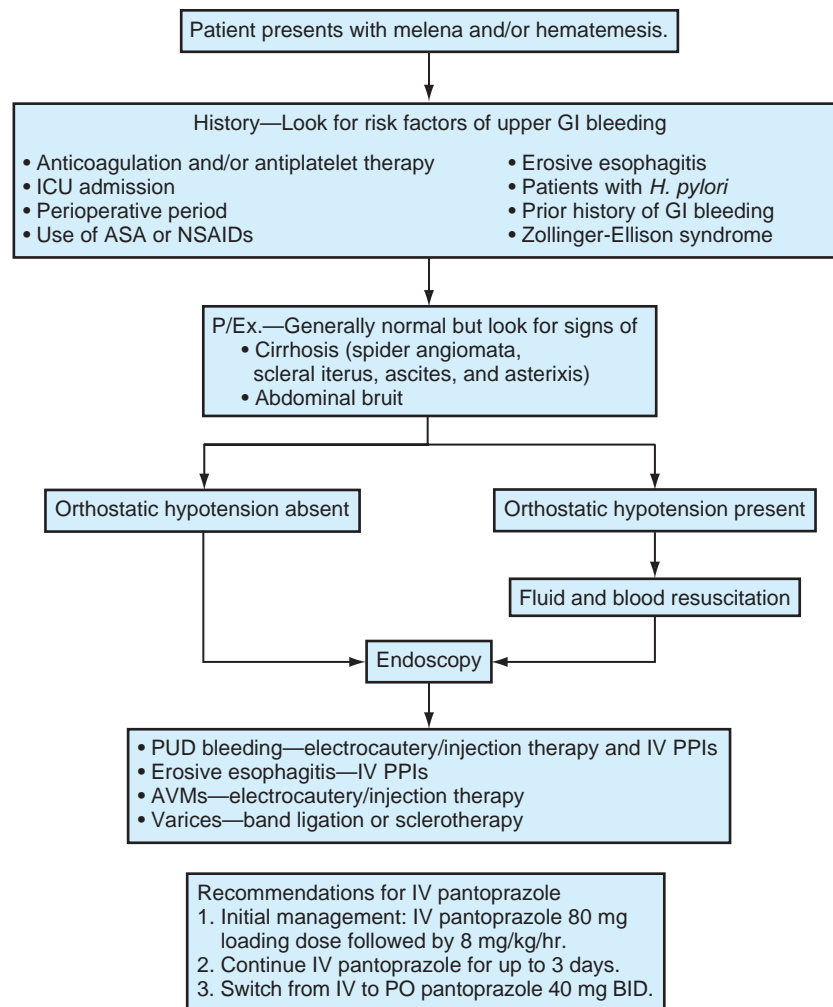 Patient presents with melena and/or hematemesis.
History—Look for risk factors of upper GI bleeding
• Anticoagulation and/or antiplatelet therapy
• ICU admission
• Perioperative period
• Use of ASA or NSAIDs
• Erosive esophagitis
• Patients with H. pylori
• Prior history of GI bleeding
• Zollinger-Ellison syndrome
P/Ex.—Generally normal but look for signs of
• Cirrhosis (spider angiomata,
scleral iterus, ascites, and asterixis)
• Abdominal bruit
Orthostatic hypotension absent
Orthostatic hypotension present
Fluid and blood resuscitation
Endoscopy
• PUD bleeding—electrocautery/injection therapy and IV PPIs
• Erosive esophagitis—IV PPIs
• AVMs—electrocautery/injection therapy
• Varices—band ligation or sclerotherapy
Recommendations for IV pantoprazole
1. Initial management: IV pantoprazole 80 mg
loading dose followed by 8 mg/kg/hr.
2. Continue IV pantoprazole for up to 3 days.
3. Switch from IV to PO pantoprazole 40 mg BID.